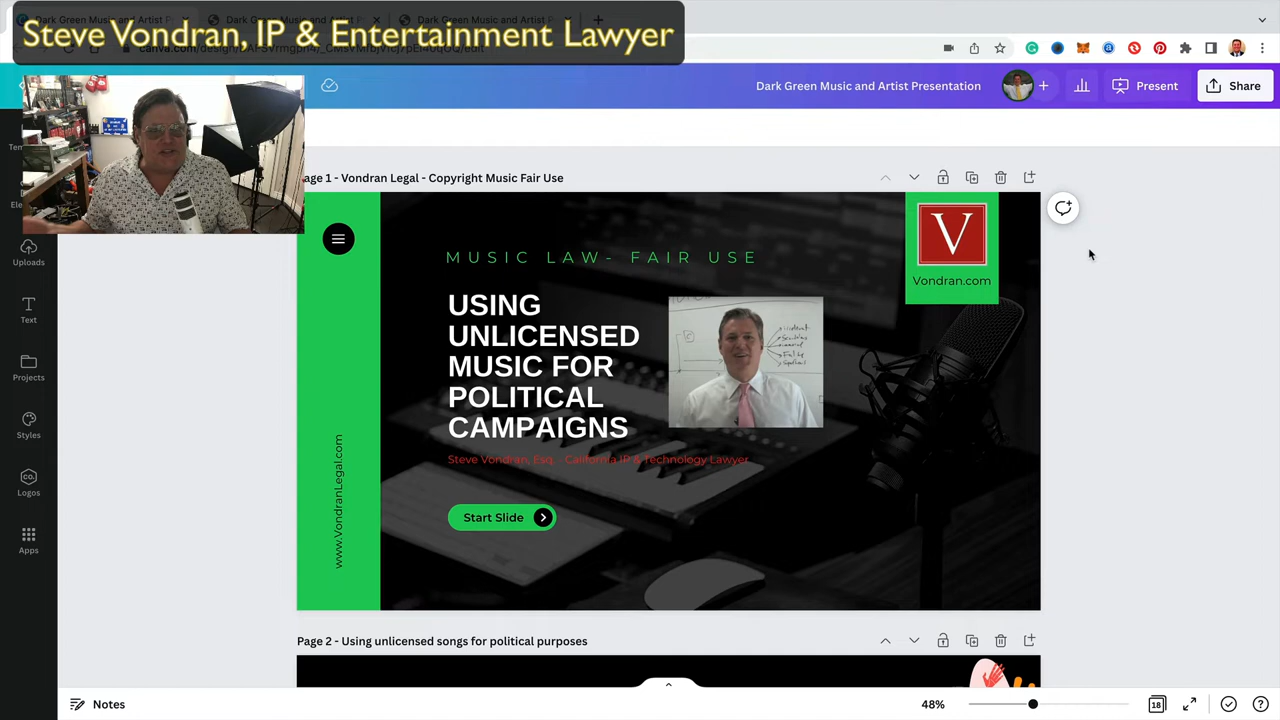 Steve Vondran, IP & Entertainment Lawyer
Dark Green Music and Artist Presentation
Present
Share
Page 1 - Vondran Legal - Copyright Music Fair Use
MUSIC LAW- FAIR USE
V
Vondran.com
USING
UNLICENSED
MUSIC FOR
POLITICAL
CAMPAIGNS
Steve Vondran, Esq. California IP & Technology Lawyer
Start Slide
www.VondranLegal.com
Uploads
Text
Projects
Styles
CO.
Logos
Apps
Page 2 - Using unlicensed songs for political purposes
Notes
48%
18